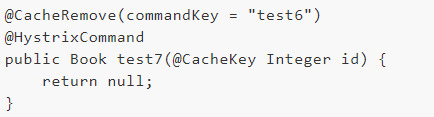 @CacheRemove(commandKey = "test6")
@HystrixCommand
public Book test7(@CacheKey Integer id) {
    return null;
}